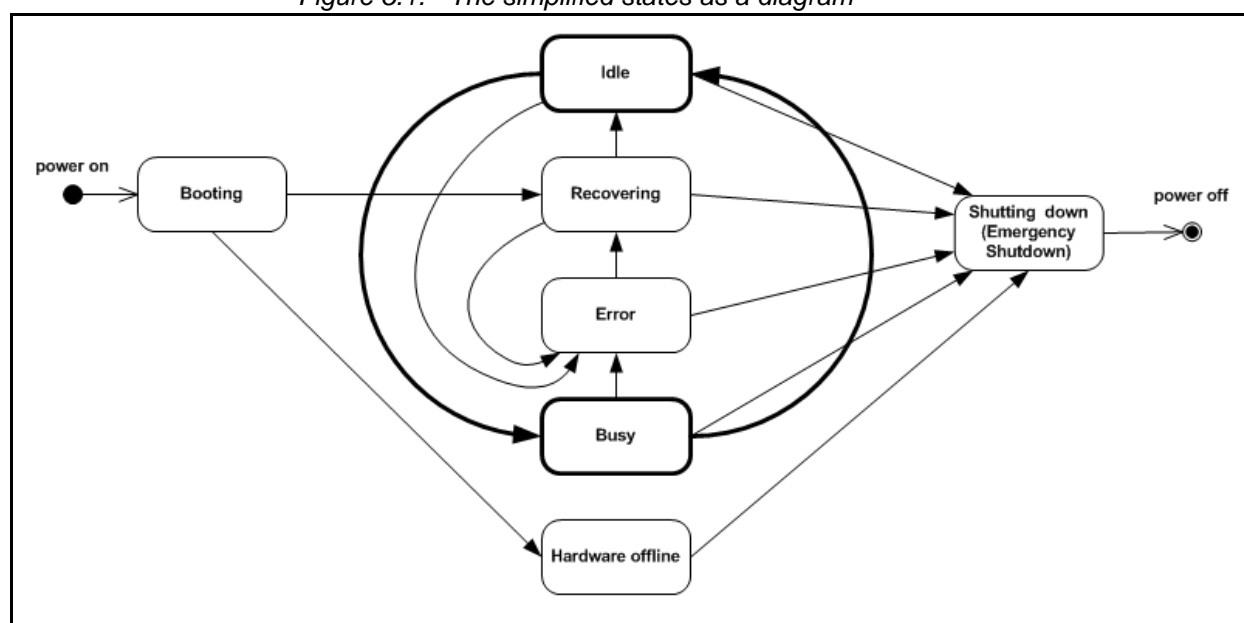 Figure 3.1. The simplified states as a diagram
Idle
power on
Booting
Recovering
Shutting down
(Emergency
Shutdown)
power off
Error
Busy
Hardware offline